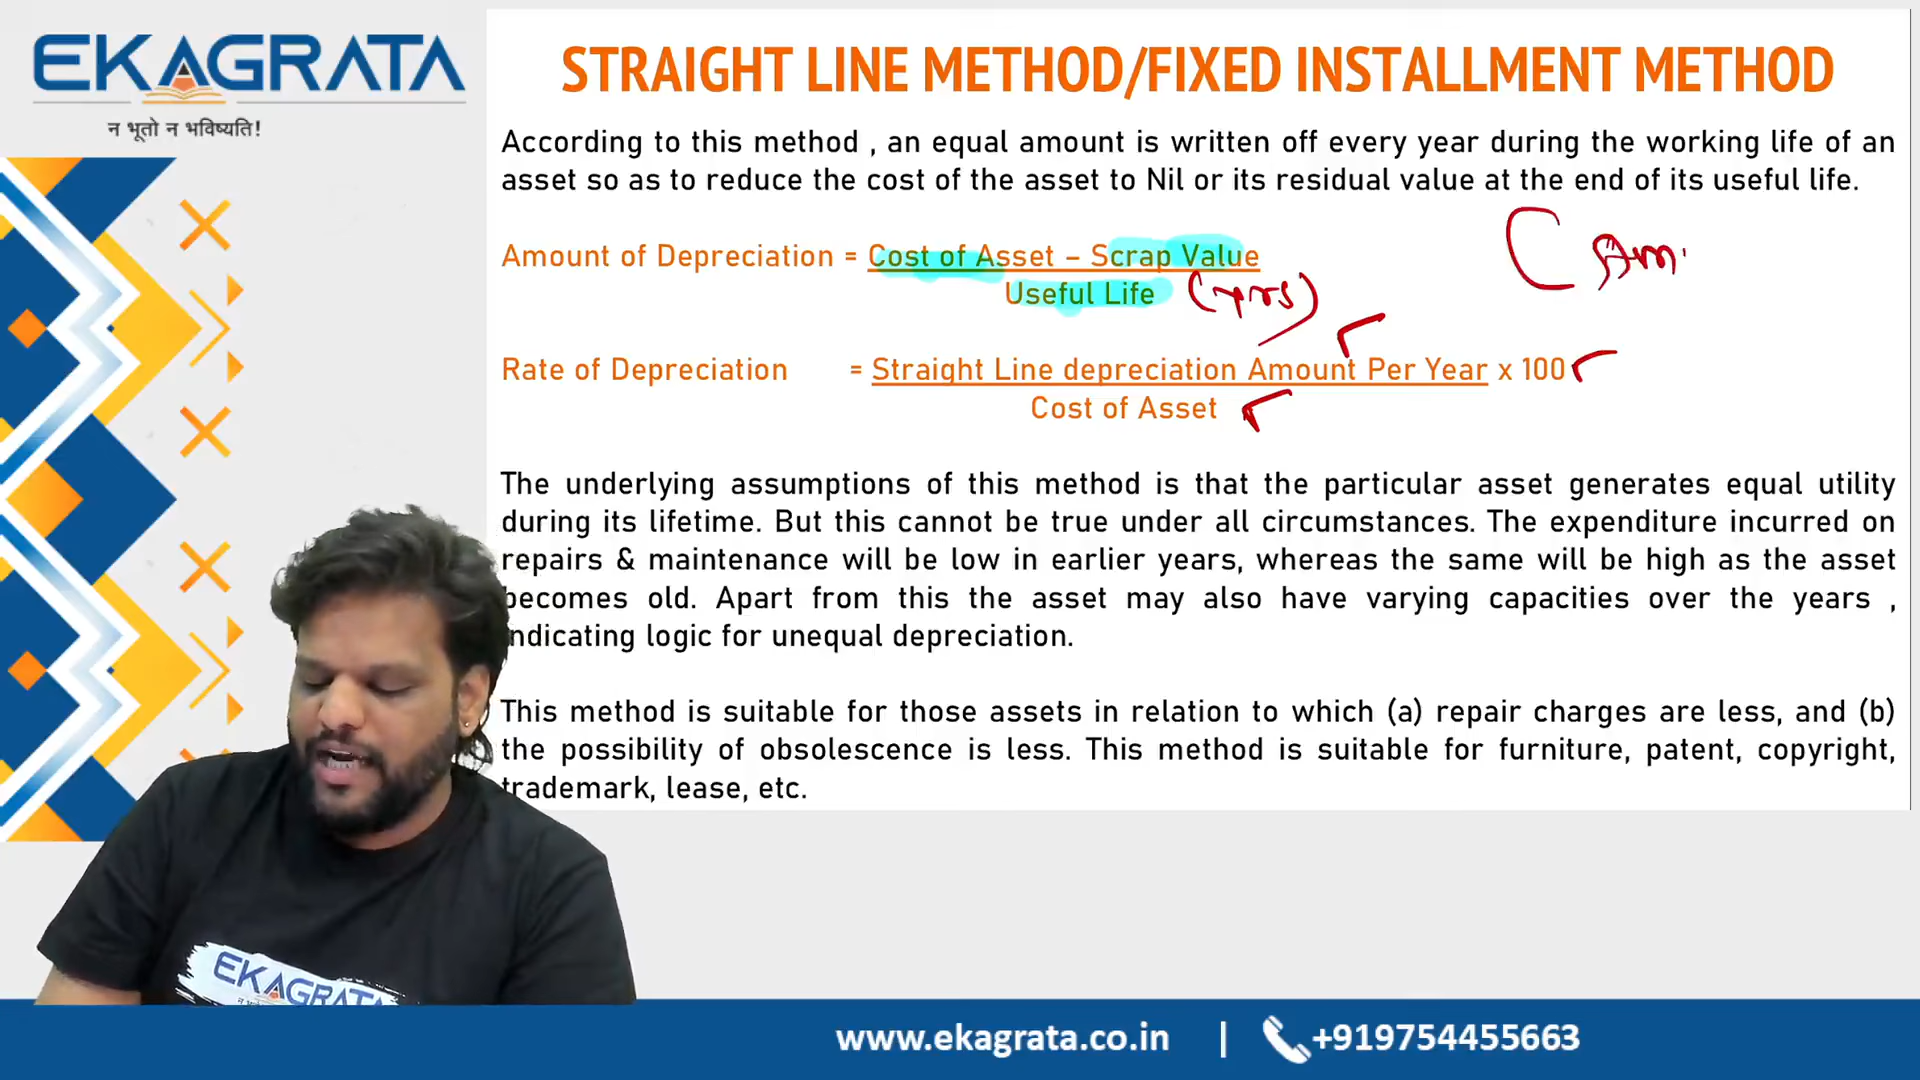 EKAGRATA
न भूतो न भविष्यति!
STRAIGHT LINE METHOD/FIXED INSTALLMENT METHOD
According to this method , an equal amount is written off every year during the working life of an
asset so as to reduce the cost of the asset to Nil or its residual value at the end of its useful life.
Amount of Depreciation = Cost of Asset – Scrap Value
Useful Life (yrs)
Am.
Rate of Depreciation = Straight Line depreciation Amount Per Year x 100
Cost of Asset
The underlying assumptions of this method is that the particular asset generates equal utility
during its lifetime. But this cannot be true under all circumstances. The expenditure incurred on
repairs & maintenance will be low in earlier years, whereas the same will be high as the asset
becomes old. Apart from this the asset may also have varying capacities over the years ,
indicating logic for unequal depreciation.
This method is suitable for those assets in relation to which (a) repair charges are less, and (b)
the possibility of obsolescence is less. This method is suitable for furniture, patent, copyright,
trademark, lease, etc.
EKAGRATA
www.ekagrata.co.in | +919754455663